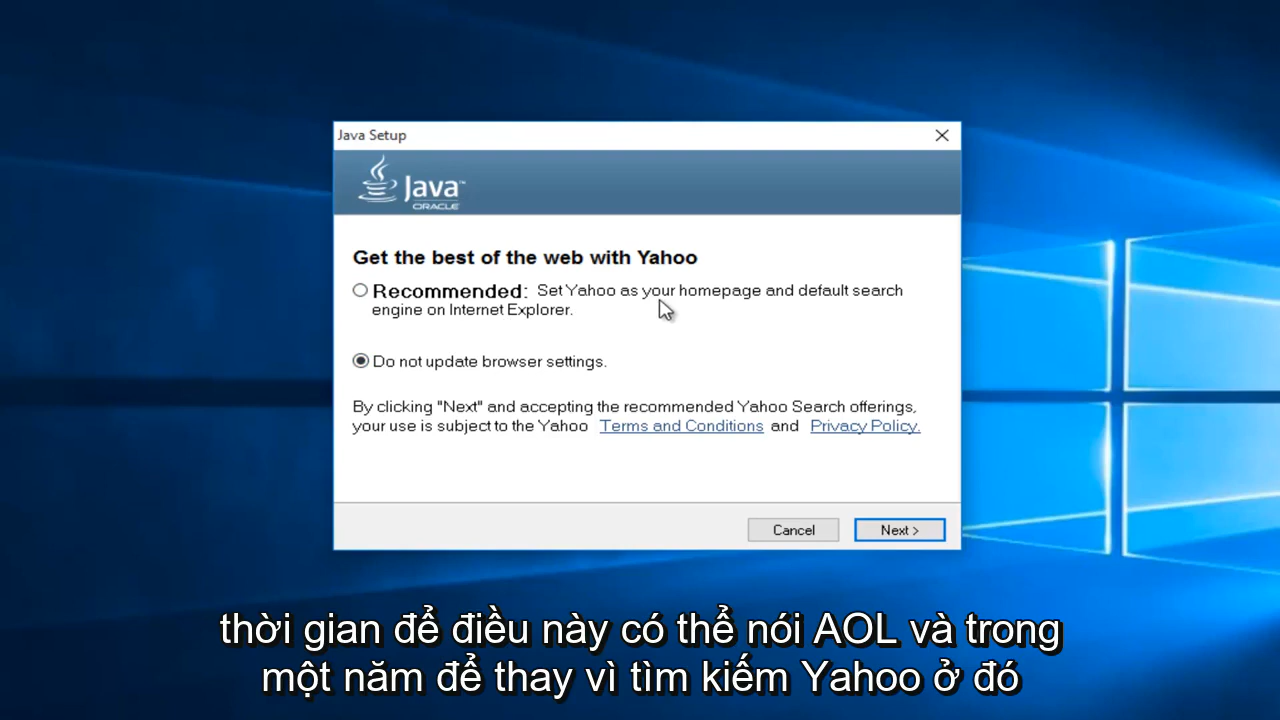 Java Setup
Java™
ORACLE
Get the best of the web with Yahoo
Recommended: Set Yahoo as your homepage and default search
engine on Internet Explorer.
Do not update browser settings.
By clicking "Next" and accepting the recommended Yahoo Search offerings,
your use is subject to the Yahoo Terms and Conditions and Privacy Policy.
Cancel Next >
thời gian để điều này có thể nói AOL và trong
một năm để thay vì tìm kiếm Yahoo ở đó